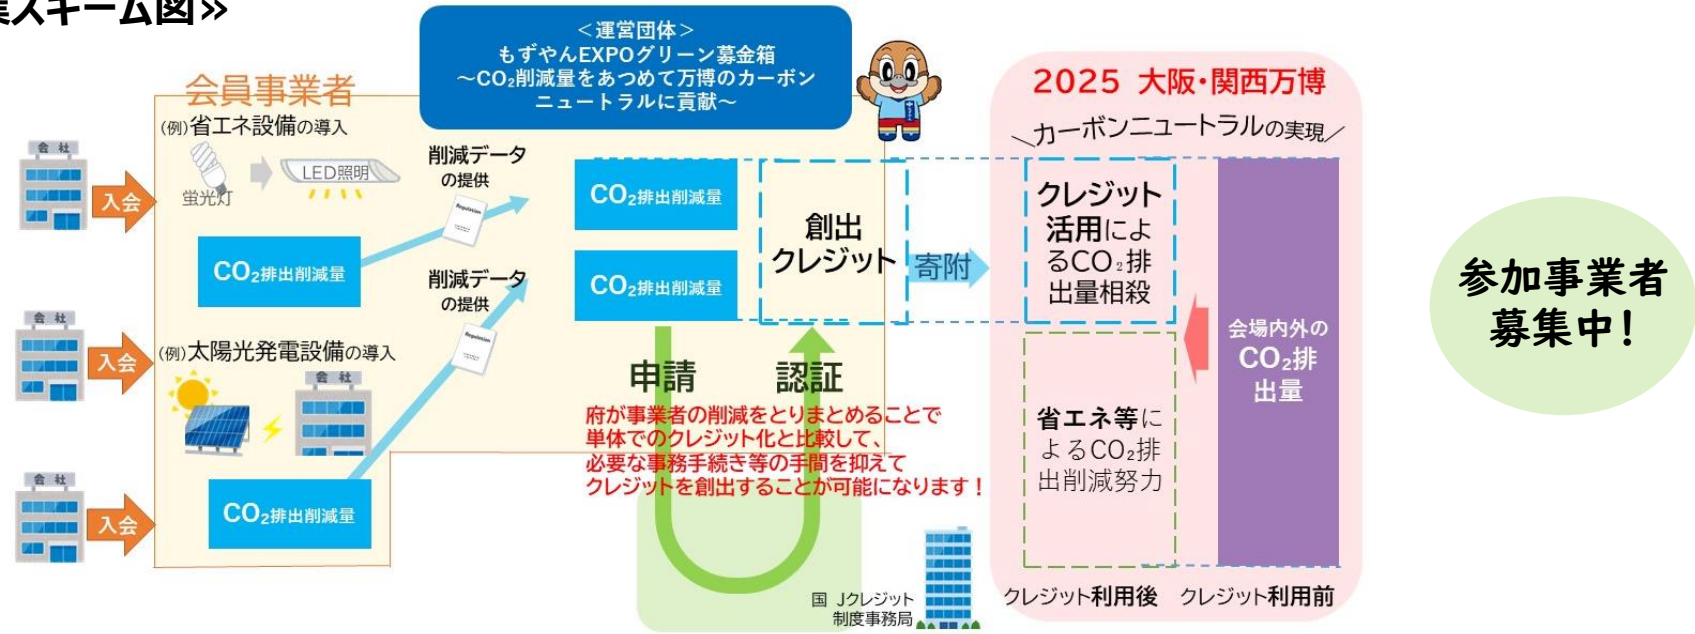 スキーム図≫
＜運営団体＞
もずやんEXPOグリーン募金箱
～CO₂削減量をあつめて万博のカーボン
ニュートラルに貢献～
会員事業者
(例)省エネ設備の導入
蛍光灯
LED照明
会社
入会
CO₂排出削減量
削減データ
の提供
Regulation
会社
入会
(例)太陽光発電設備の導入
会社
削減データ
の提供
Regulation
会社
入会
CO₂排出削減量
CO₂排出削減量
CO₂排出削減量
創出
クレジット
寄附
申請
認証
府が事業者の削減をとりまとめることで
単体でのクレジット化と比較して、
必要な事務手続き等の手間を抑えて
クレジットを創出することが可能になります！
国 Jクレジット
制度事務局
2025 大阪・関西万博
＼カーボンニュートラルの実現／
クレジット
活用によ
るCO₂排
出量相殺
省エネ等に
よるCO₂排
出削減努力
会場内外の
CO₂排
出量
クレジット利用後
クレジット利用前
参加事業者
募集中！